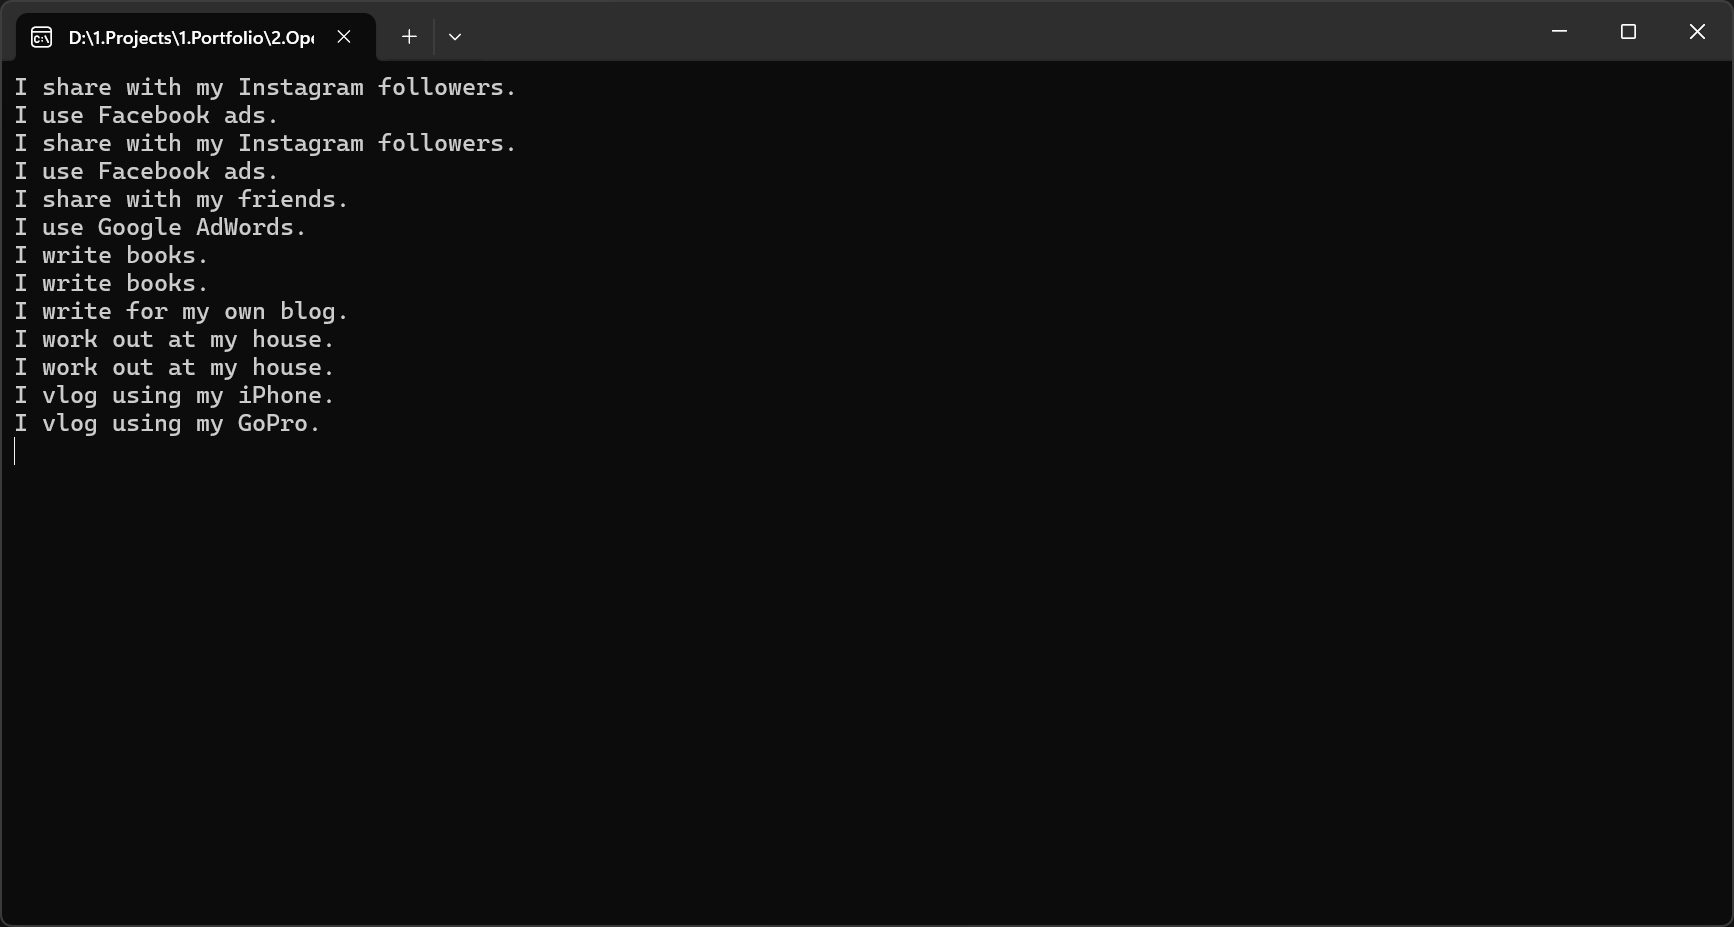 D:\1.Projects\1.Portfolio\2.Ope
I share with my Instagram followers.
I use Facebook ads.
I share with my Instagram followers.
I use Facebook ads.
I share with my friends.
I use Google AdWords.
I write books.
I write books.
I write for my own blog.
I work out at my house.
I work out at my house.
I vlog using my iPhone.
I vlog using my GoPro.